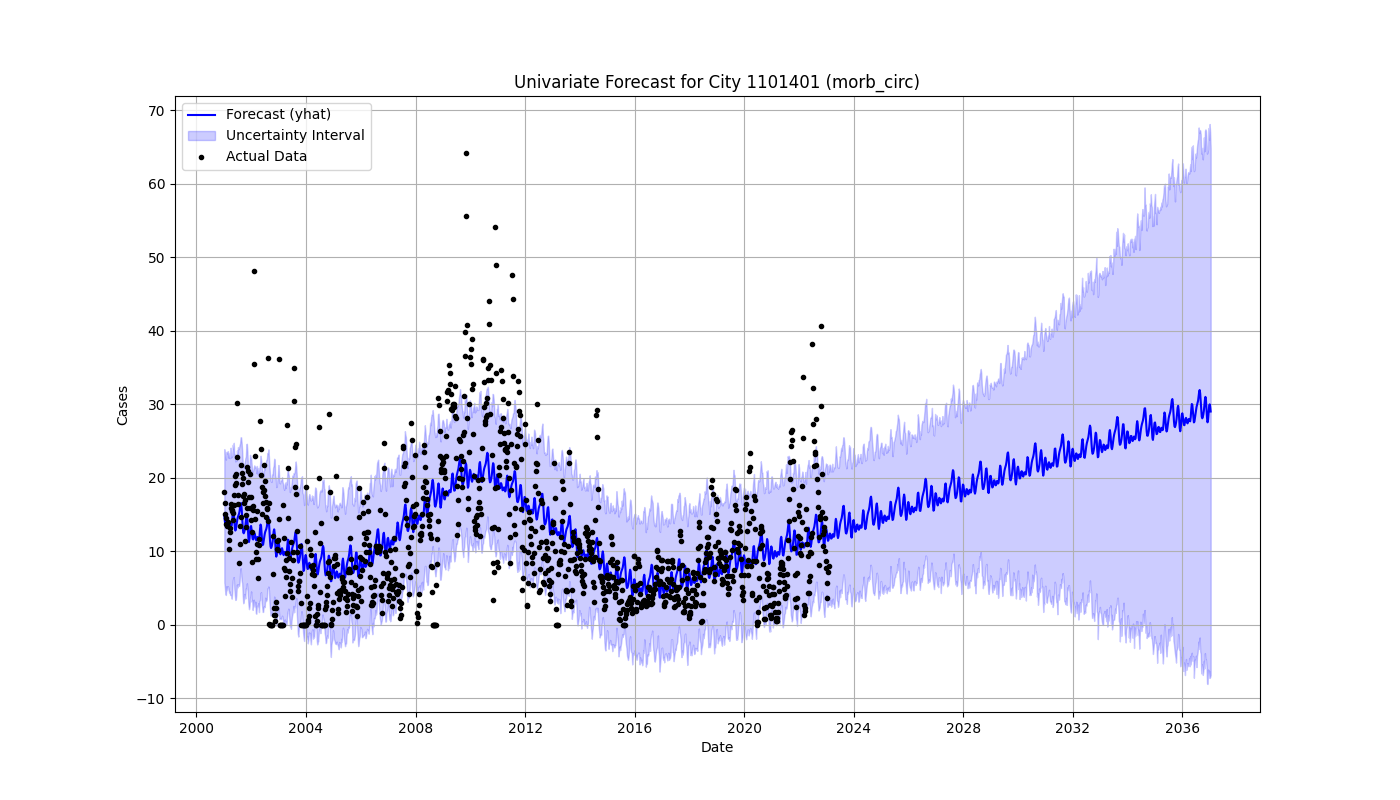 Univariate Forecast for City 1101401 (morb_circ)
Forecast (yhat)
Uncertainty Interval
Actual Data
70
60
50
40
30
20
10
0
−10
Cases
2000 2004 2008 2012 2016 2020 2024 2028 2032 2036
Date